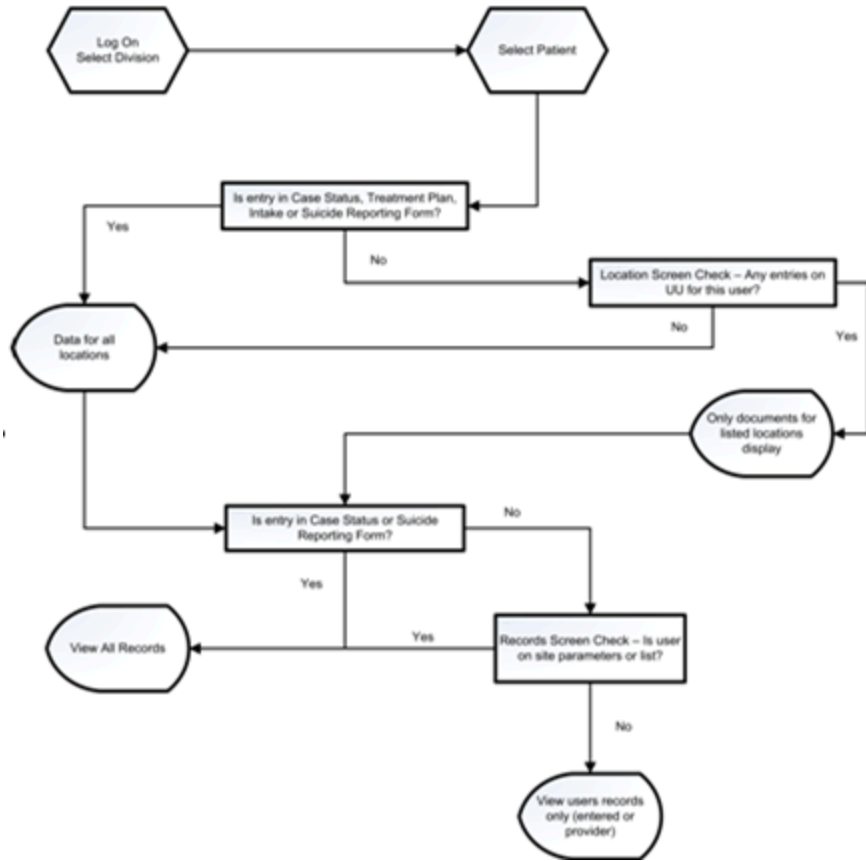 Log On
Select Division
Select Patient
Is entry in Case Status, Treatment Plan,
Intake or Suicide Reporting Form?
Yes
No
Location Screen Check – Any entries on
UU for this user?
No
Yes
Data for all
locations
Only documents for
listed locations
display
Is entry in Case Status or Suicide
Reporting Form?
No
Yes
View All Records
Yes
Records Screen Check – Is user
on site parameters or list?
No
View users records
only (entered or
provider)